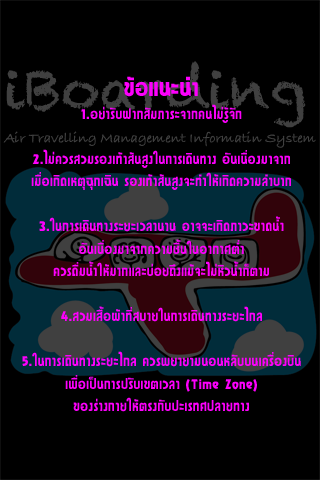 ข้อแนะนำ
iBoarding
1.อย่ารับฝากสัมภาระจากคนไม่รู้จัก
Air Travelling Management Informatin System
2.ไม่ควรสวมรองเท้าส้นสูงในการเดินทาง อันเนื่องมาจาก
เมื่อเกิดเหตุฉุกเฉิน รองเท้าส้นสูงจะทำให้เกิดความลำบาก
3.ในการเดินทางระยะเวลานาน อาจจะเกิดภาวะขาดน้ำ
อันเนื่องมาจากความชื้นในอากาศต่ำ
ควรดื่มน้ำให้มากและบ่อยถึงแม้จะไม่หิวน้ำก็ตาม
4.สวมเสื้อผ้าที่สบายในการเดินทางระยะไกล
5.ในการเดินทางระยะไกล ควรพยายามนอนหลับบนเครื่องบิน
เพื่อเป็นการปรับเขตเวลา (Time Zone)
ของร่างกายให้ตรงกับประเทศปลายทาง